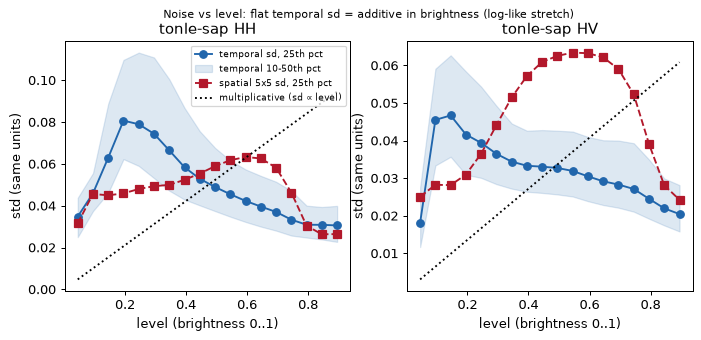 Noise vs level: flat temporal sd = additive in brightness (log-like stretch)
tonle-sap HH
temporal sd, 25th pct
temporal 10-50th pct
spatial 5x5 sd, 25th pct
multiplicative (sd ∝ level)
std (same units)
0.10
0.08
0.06
0.04
0.02
0.00
0.2 0.4 0.6 0.8
level (brightness 0..1)
tonle-sap HV
std (same units)
0.06
0.05
0.04
0.03
0.02
0.01
0.2 0.4 0.6 0.8
level (brightness 0..1)